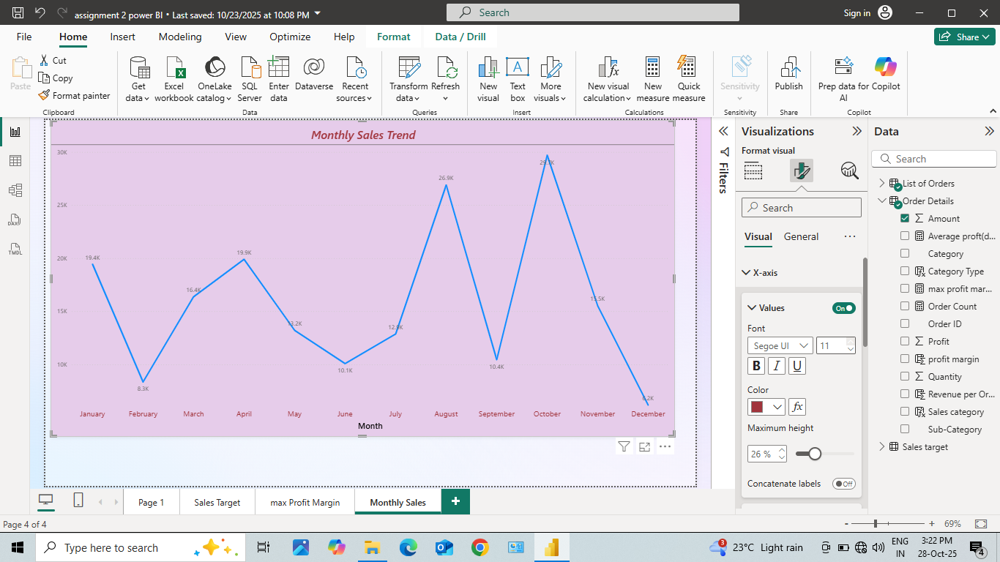 assignment 2 power BI • Last saved: 10/23/2025 at 10:08 PM
Search
Sign in
File
Home
Insert
Modeling
View
Optimize
Help
Format
Data / Drill
Share
Paste
Cut
Copy
Format painter
Clipboard
Get data
Excel workbook
OneLake catalog
SQL Server
Enter data
Dataverse
Recent sources
Data
Transform data
Refresh
Queries
New visual
Text box
More visuals
Insert
New visual calculation
New measure
Quick measure
Calculations
Sensitivity
Sensitivity
Publish
Share
Prep data for AI
Copilot
Copilot
DAX
TMDL
Monthly Sales Trend
30K
25K
20K
15K
10K
19.4K
8.3K
16.4K
19.9K
13.2K
10.1K
26.9K
10.4K
15.5K
January
February
March
April
May
June
July
August
September
October
November
December
Month
Filters
Visualizations
Format visual
Search
Visual
General
X-axis
Values
On
Font
Segoe UI
11
B
I
U
Color
fx
Maximum height
26 %
Concatenate labels
Off
Data
Search
List of Orders
Order Details
Amount
Average proft(d...
Category
Category Type
max profit mar...
Order Count
Order ID
Profit
profit margin
Quantity
Revenue per Or...
Sales category
Sub-Category
Sales target
Page 1
Sales Target
max Profit Margin
Monthly Sales
Page 4 of 4
69%
Type here to search
3
23°C Light rain
ENG
IN
3:22 PM
28-Oct-25
4